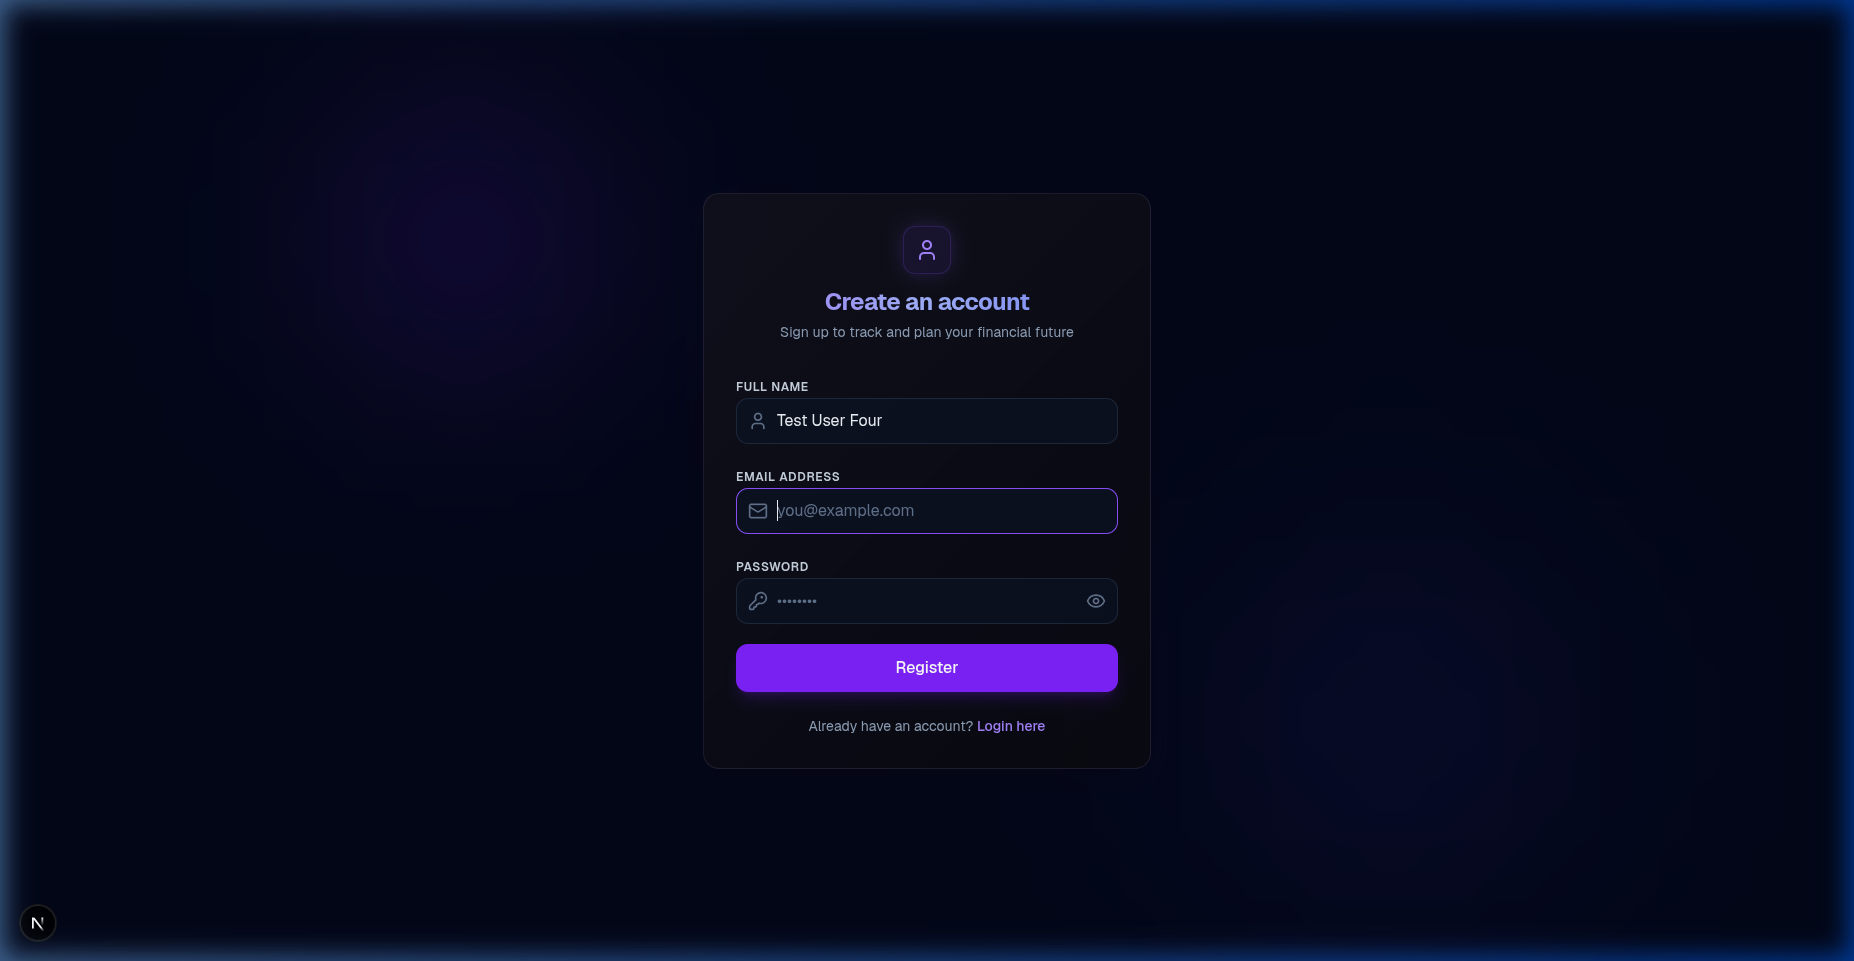 Create an account
Sign up to track and plan your financial future
FULL NAME
Test User Four
EMAIL ADDRESS
you@example.com
PASSWORD
••••••••
Register
Already have an account? Login here
N